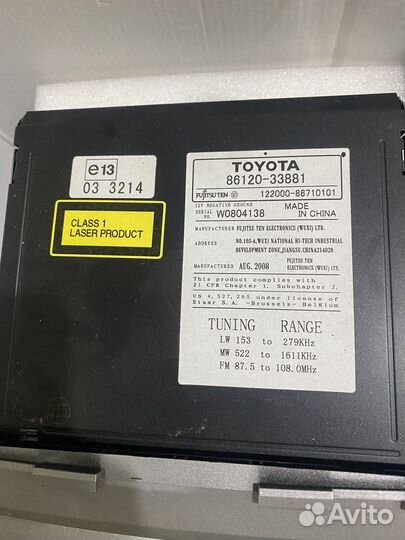 e13
03 3214
CLASS 1
LASER PRODUCT
TOYOTA
86120-33881
FUJITSU TEN 122000-86710101
12V NEGATIVE GROUND
SERIAL NO. W0804138
MADE IN CHINA
MANUFACTURER FUJITSU TEN ELECTRONICS (WUXI) LTD.
ADDRESS NO.105-A,WUXI NATIONAL HI-TECH INDUSTRIAL
DEVELOPMENT ZONE,JIANGSU.CHINA214028
MANUFACTURED AUG.2008 FUJITSU TEN
ELECTRONICS (WUXI) LTD.
This product complies with
21 CFR Chapter 1, Subchapter J.
US 4,527,265 under license of
Staar S.A. -Brussels- Belgium
TUNING RANGE
LW 153 to 279KHz
MW 522 to 1611KHz
FM 87.5 to 108.0MHz
Avito